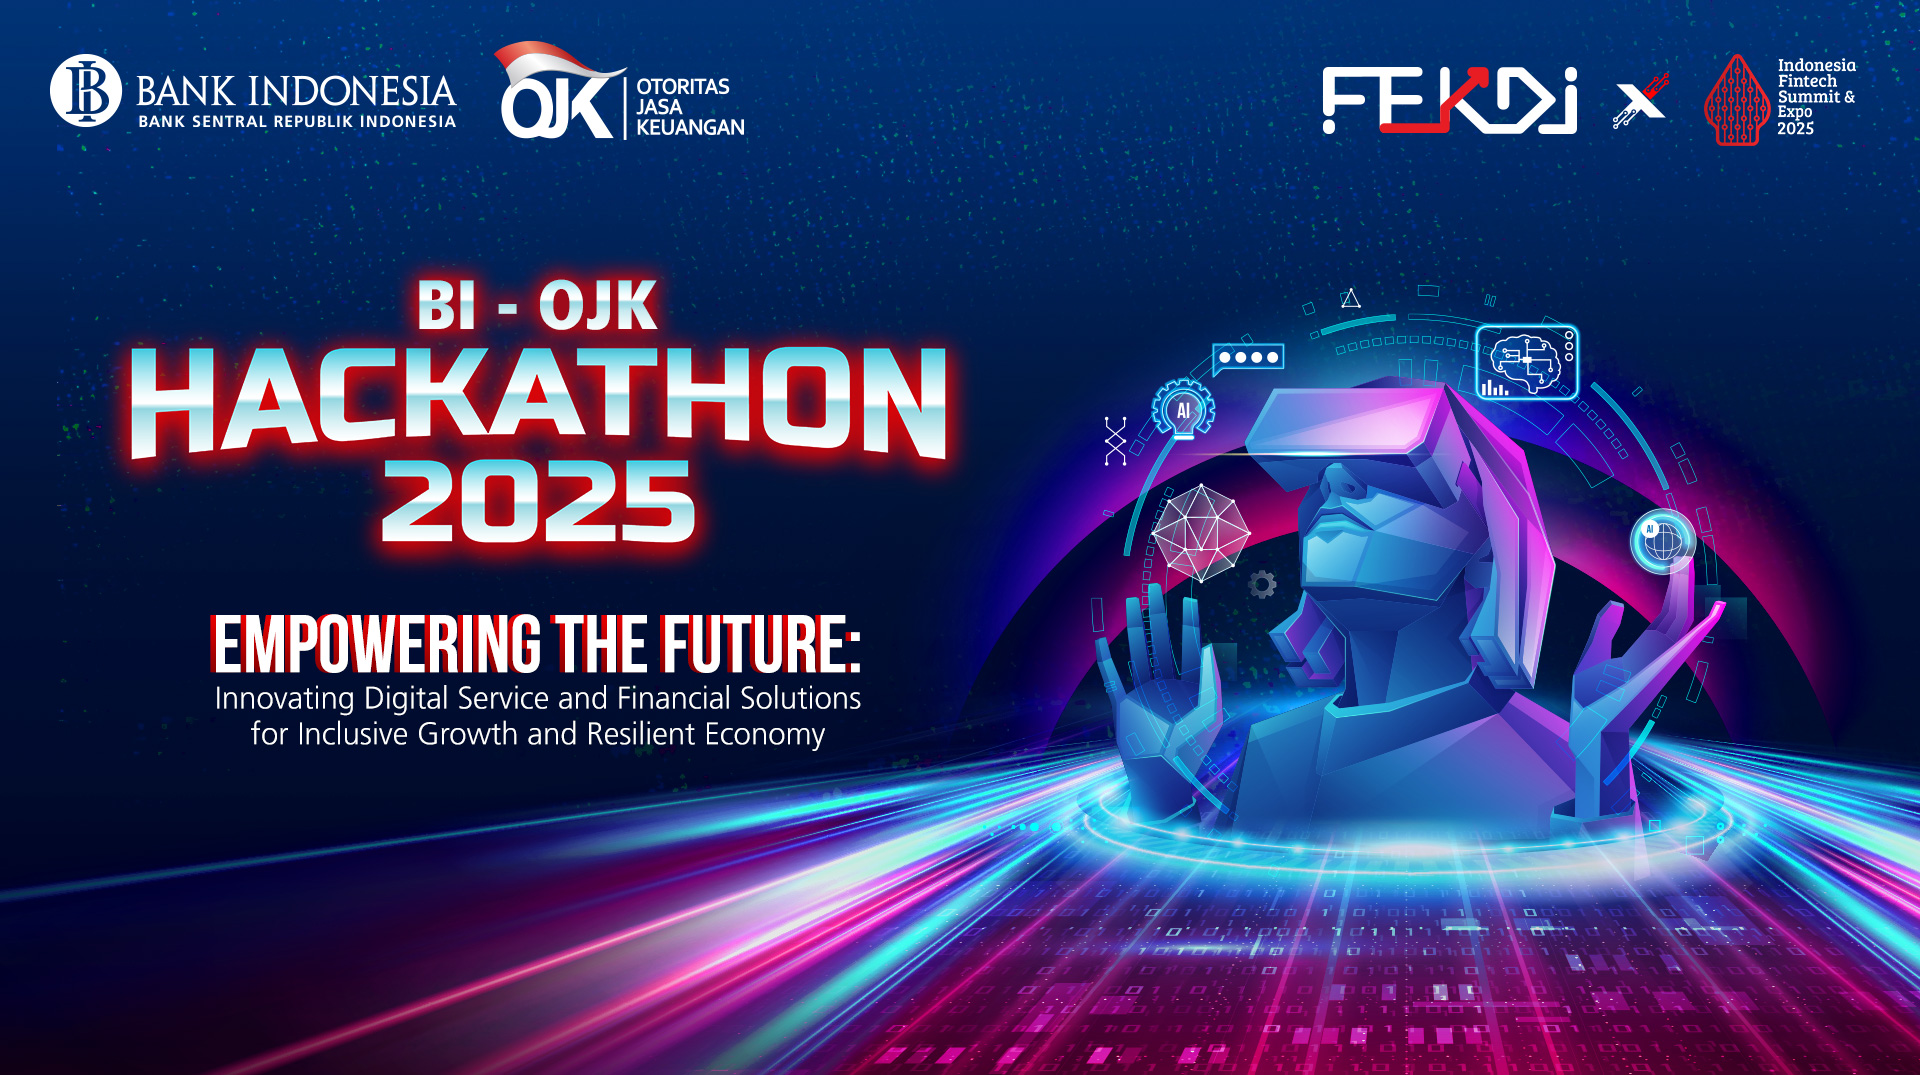 BANK INDONESIA
BANK SENTRAL REPUBLIK INDONESIA
OJK
OTORITAS
JASA
KEUANGAN
FEKDi
X
Indonesia
Fintech
Summit &
Expo
2025
BI - OJK
HACKATHON
2025
EMPOWERING THE FUTURE:
Innovating Digital Service and Financial Solutions
for Inclusive Growth and Resilient Economy
AI
AI